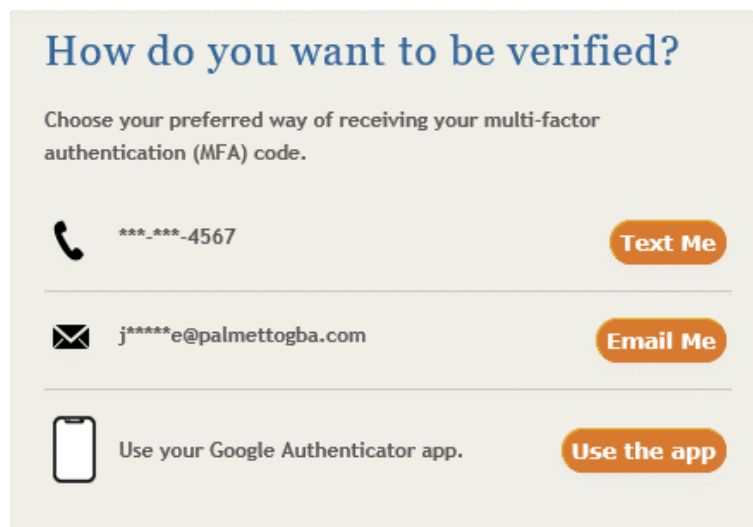 How do you want to be verified?
Choose your preferred way of receiving your multi-factor
authentication (MFA) code.
***-***-4567
Text Me
j*****e@palmettogba.com
Email Me
Use your Google Authenticator app.
Use the app